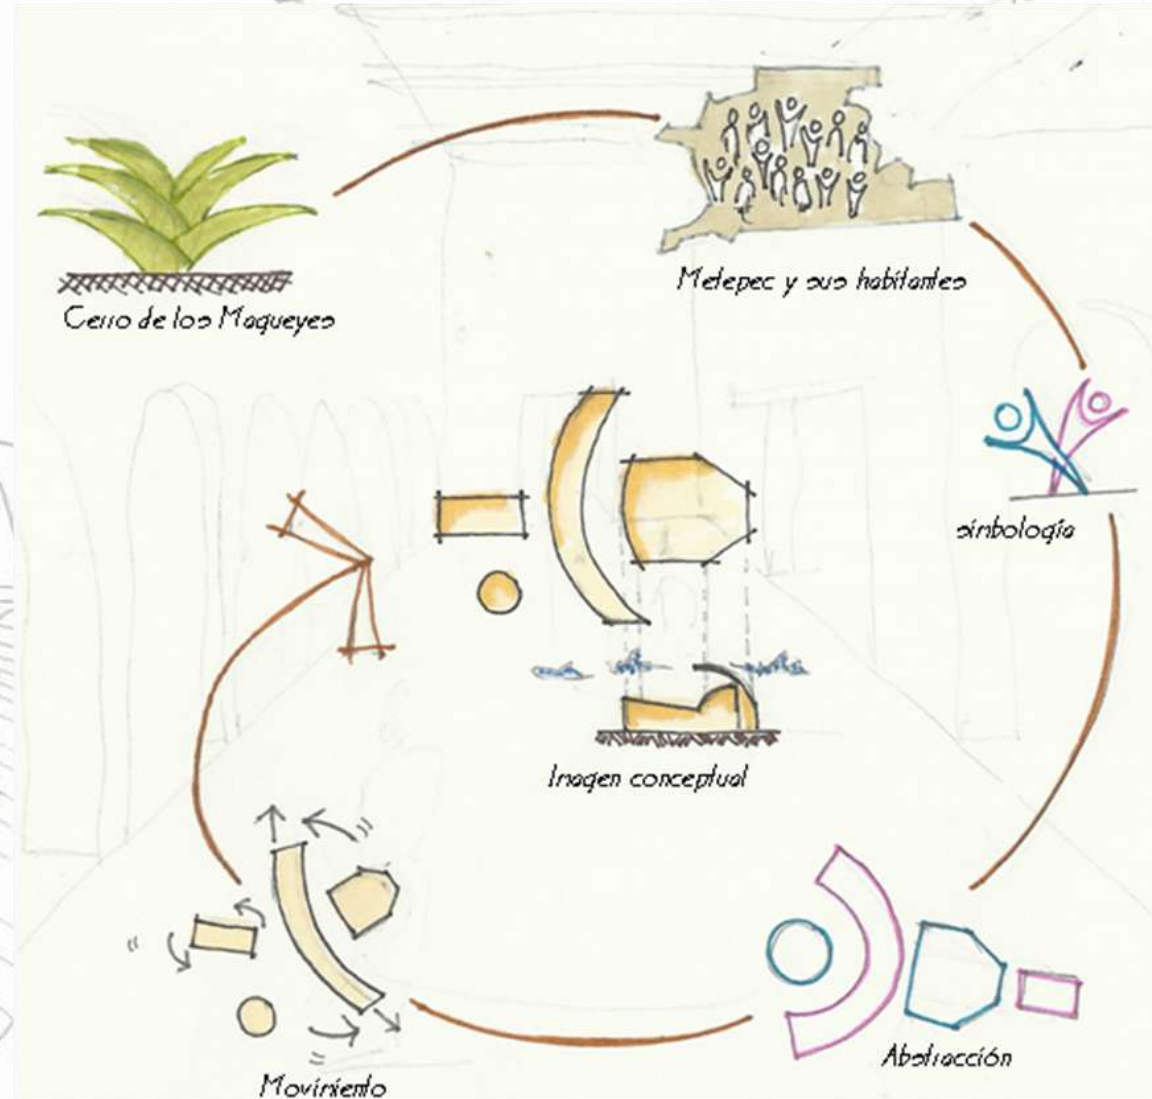 Cerro de los Magueyes
Metepec y sus habitantes
simbología
Imagen conceptual
Abstracción
Movimiento